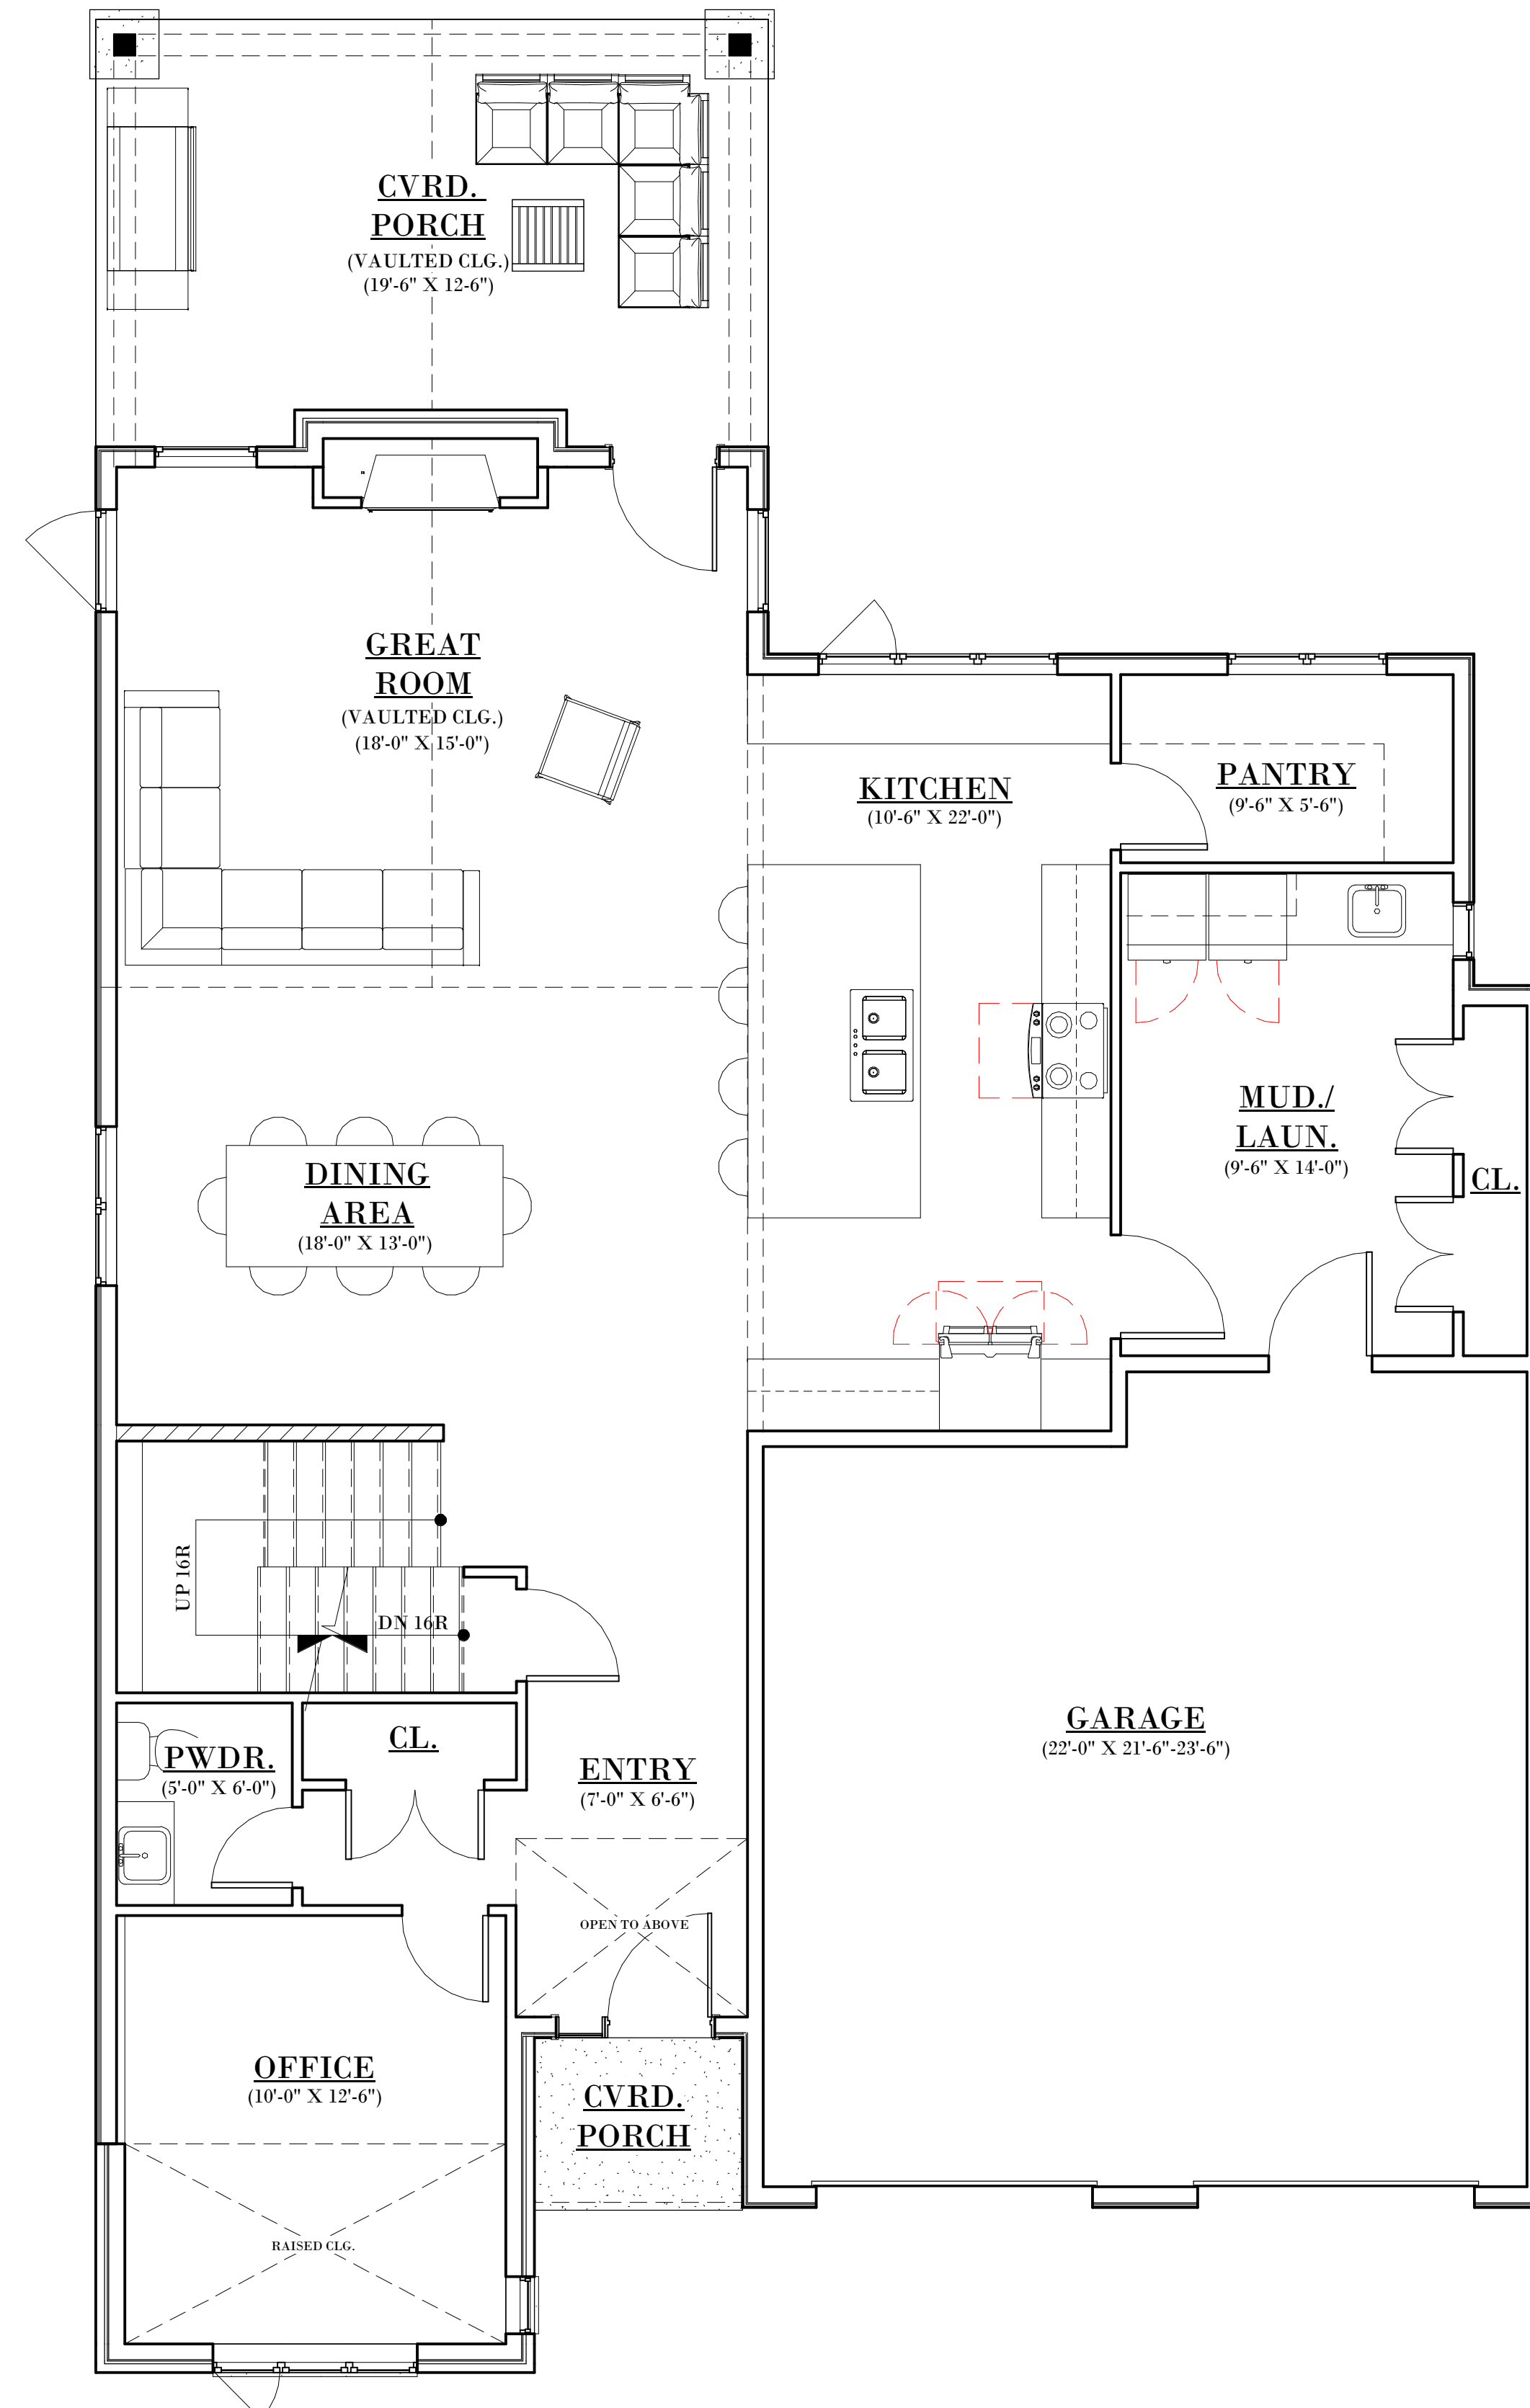 CVRD.
PORCH
(VAULTED CLG.)
(19'-6" X 12-6")
GREAT
ROOM
(VAULTED CLG.)
(18'-0" X 15'-0")
KITCHEN
(10'-6" X 22'-0")
PANTRY
(9'-6" X 5'-6")
MUD./
LAUN.
(9'-6" X 14'-0")
CL.
DINING
AREA
(18'-0" X 13'-0")
UP 16R
DN 16R
CL.
PWDR.
(5'-0" X 6'-0")
ENTRY
(7'-0" X 6'-6")
GARAGE
(22'-0" X 21'-6"-23'-6")
OPEN TO ABOVE
OFFICE
(10'-0" X 12'-6")
CVRD.
PORCH
RAISED CLG.